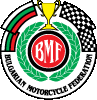 BMF
BULGARIAN MOTORCYCLE FEDERATION